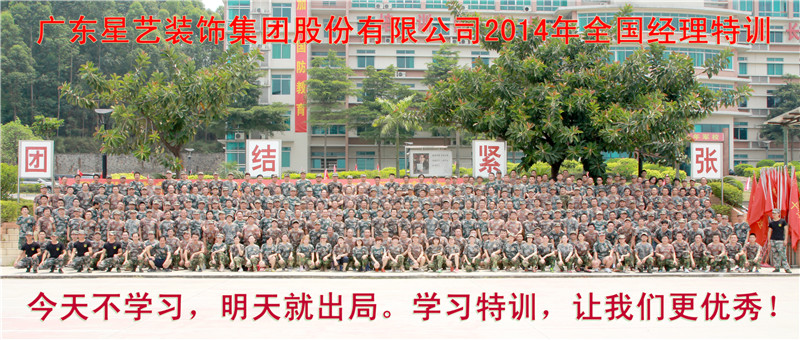 广东星艺装饰集团股份有限公司2014年全国经理特训
国防教育
团 结 紧 张
今天不学习，明天就出局。学习特训，让我们更优秀！